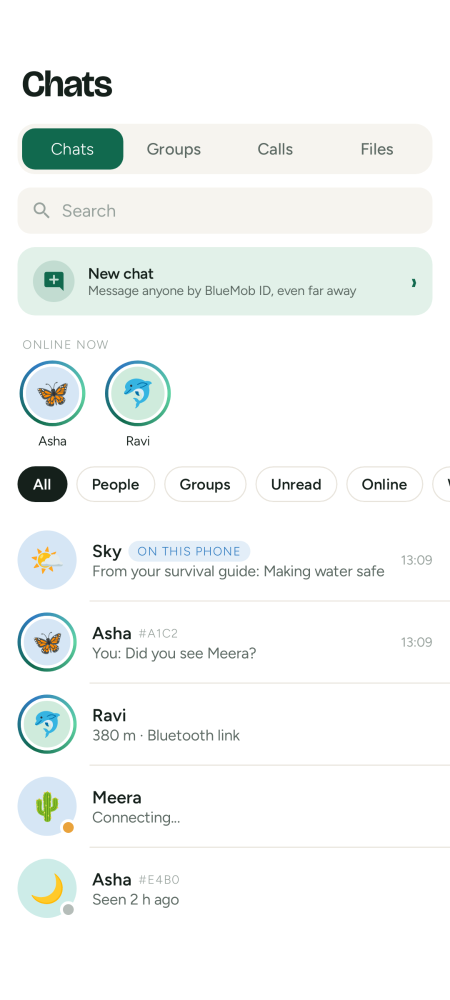 Chats
Chats Groups Calls Files
Search
New chat
Message anyone by BlueMob ID, even far away
ONLINE NOW
Asha Ravi
All People Groups Unread Online
Sky ON THIS PHONE
From your survival guide: Making water safe
13:09
Asha #A1C2
You: Did you see Meera?
13:09
Ravi
380 m · Bluetooth link
Meera
Connecting...
Asha #E4B0
Seen 2 h ago